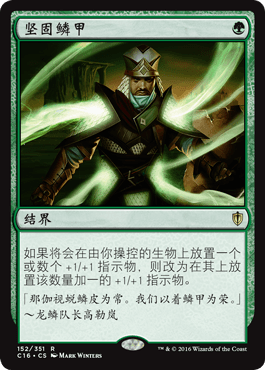 坚固鳞甲
结界
如果将会在由你操控的生物上放置一个
或数个 +1/+1 指示物，则改为在其上放
置该数量加一的 +1/+1 指示物。
「那伽视蜕鳞皮为常。我们以着鳞甲为荣。」
～龙鳞队长高勒岚
152/351 R
C16 • CS MARK WINTERS
™ & © 2016 Wizards of the Coast